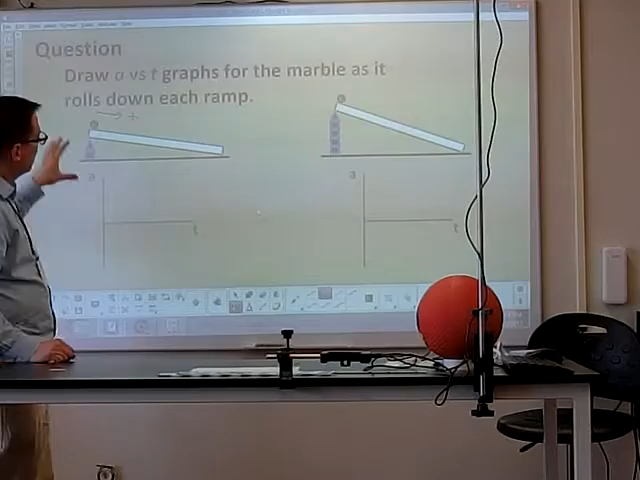 Question
Draw a vs t graphs for the marble as it
rolls down each ramp.
+
a
a
t
t